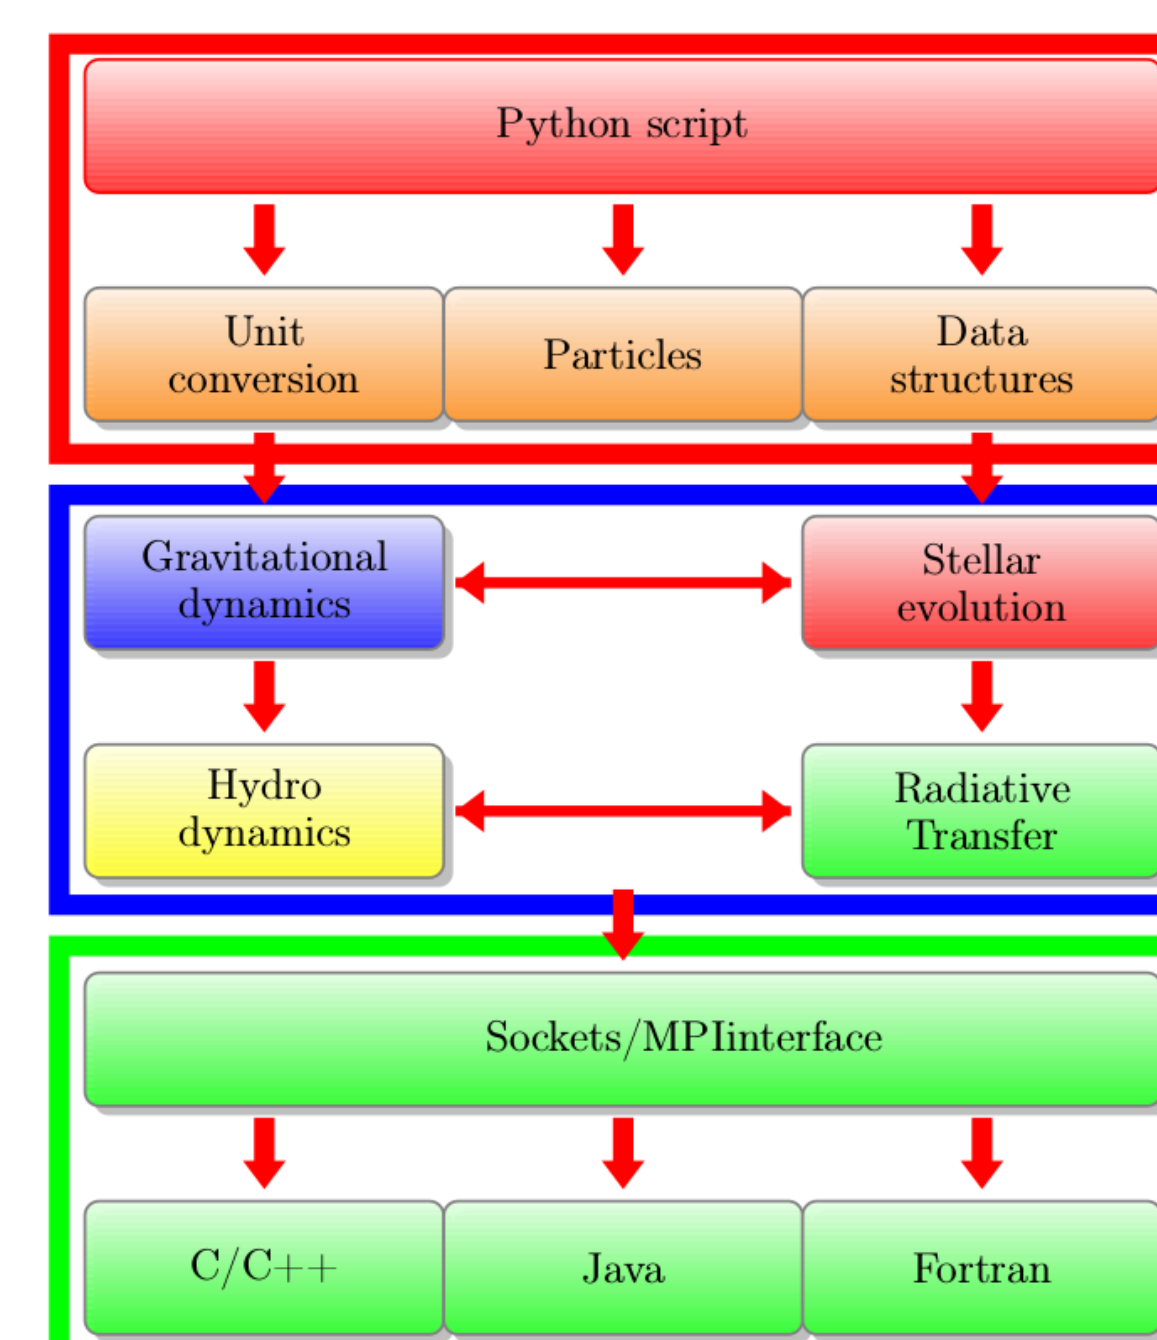 Python script
Unit
conversion
Particles
Data
structures
Gravitational
dynamics
Stellar
evolution
Hydro
dynamics
Radiative
Transfer
Sockets/MPIinterface
C/C++
Java
Fortran